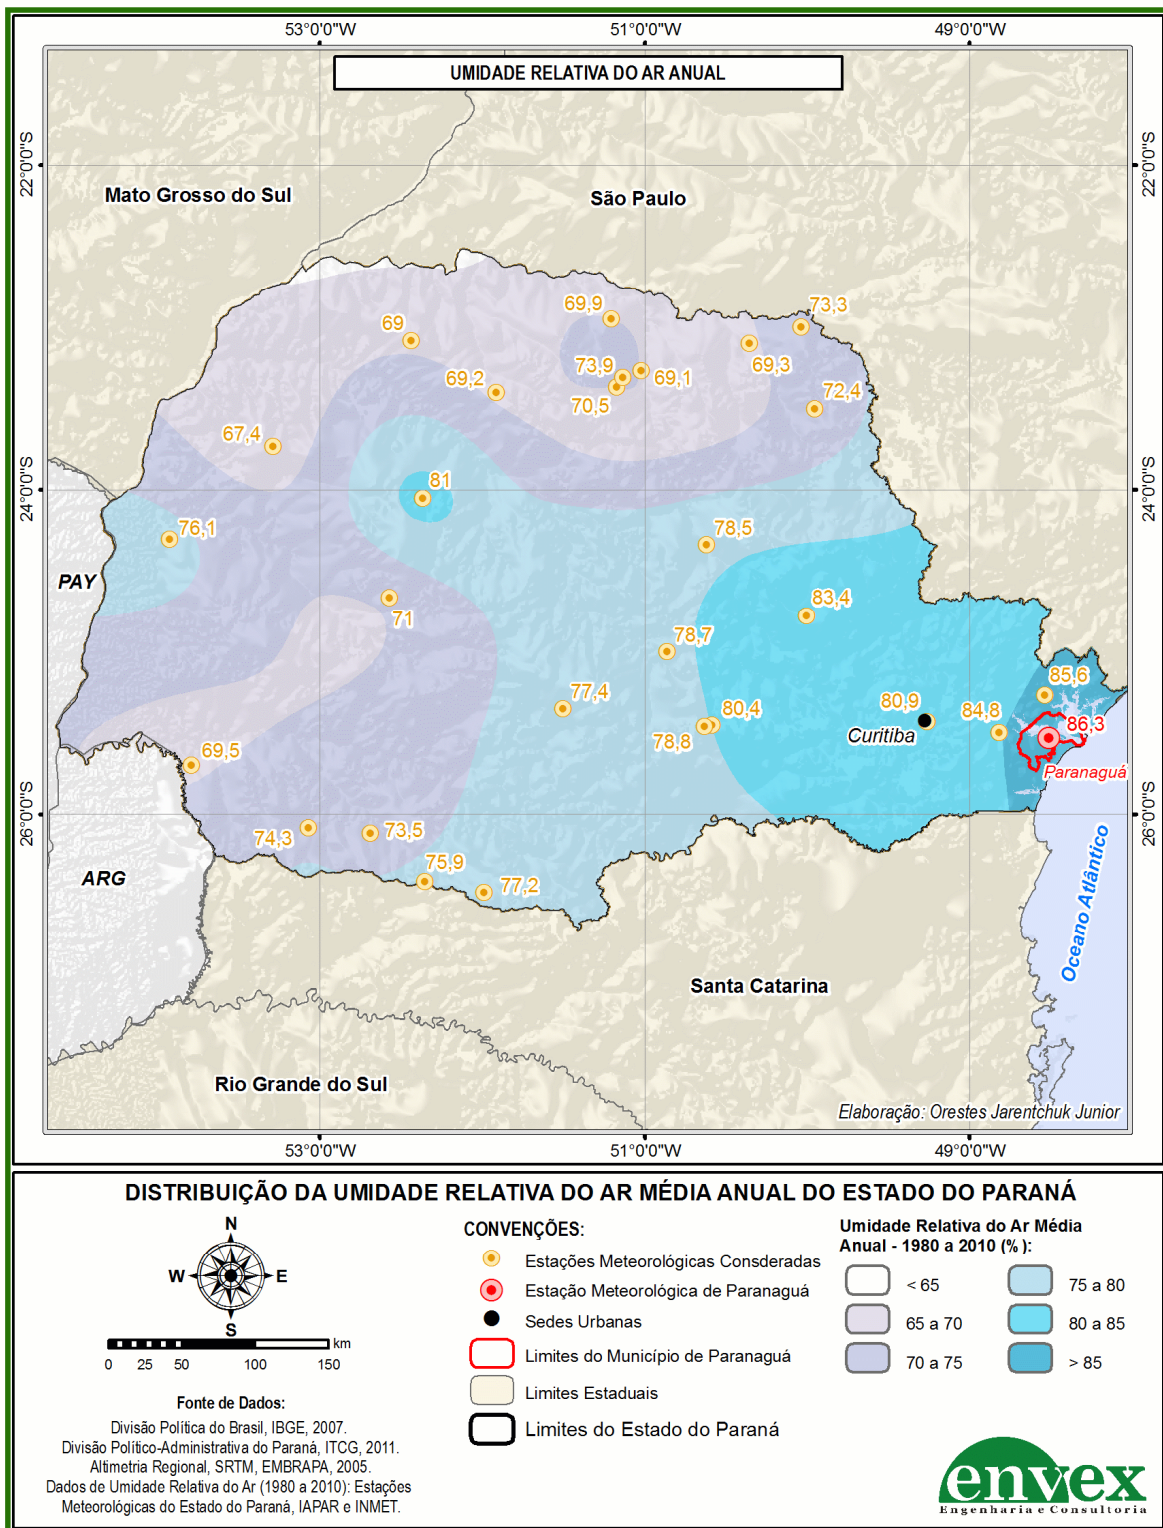 53°0'0"W
51°0'0"W
49°0'0"W
UMIDADE RELATIVA DO AR ANUAL
22°0'0"S
22°0'0"S
Mato Grosso do Sul
São Paulo
69,9
73,3
69
73,9
69,1
69,3
69,2
70,5
72,4
67,4
81
24°0'0"S
24°0'0"S
76,1
78,5
PAY
71
83,4
78,7
85,6
77,4
80,9
80,4
84,8
86,3
78,8
Curitiba
69,5
Paranaguá
26°0'0"S
26°0'0"S
74,3
73,5
75,9
77,2
ARG
Oceano Atlântico
Santa Catarina
Rio Grande do Sul
Elaboração: Orestes Jarentchuk Junior
53°0'0"W
51°0'0"W
49°0'0"W
DISTRIBUIÇÃO DA UMIDADE RELATIVA DO AR MÉDIA ANUAL DO ESTADO DO PARANÁ
N
W
E
S
km
0 25 50 100 150
Fonte de Dados:
Divisão Política do Brasil, IBGE, 2007.
Divisão Político-Administrativa do Paraná, ITCG, 2011.
Altimetria Regional, SRTM, EMBRAPA, 2005.
Dados de Umidade Relativa do Ar (1980 a 2010): Estações
Meteorológicas do Estado do Paraná, IAPAR e INMET.
CONVENÇÕES:
Estações Meteorológicas Consderadas
Estação Meteorológica de Paranaguá
Sedes Urbanas
Limites do Município de Paranaguá
Limites Estaduais
Limites do Estado do Paraná
Umidade Relativa do Ar Média
Anual - 1980 a 2010 (%):
< 65
65 a 70
70 a 75
75 a 80
80 a 85
> 85
envex
Engenharia e Consultoria